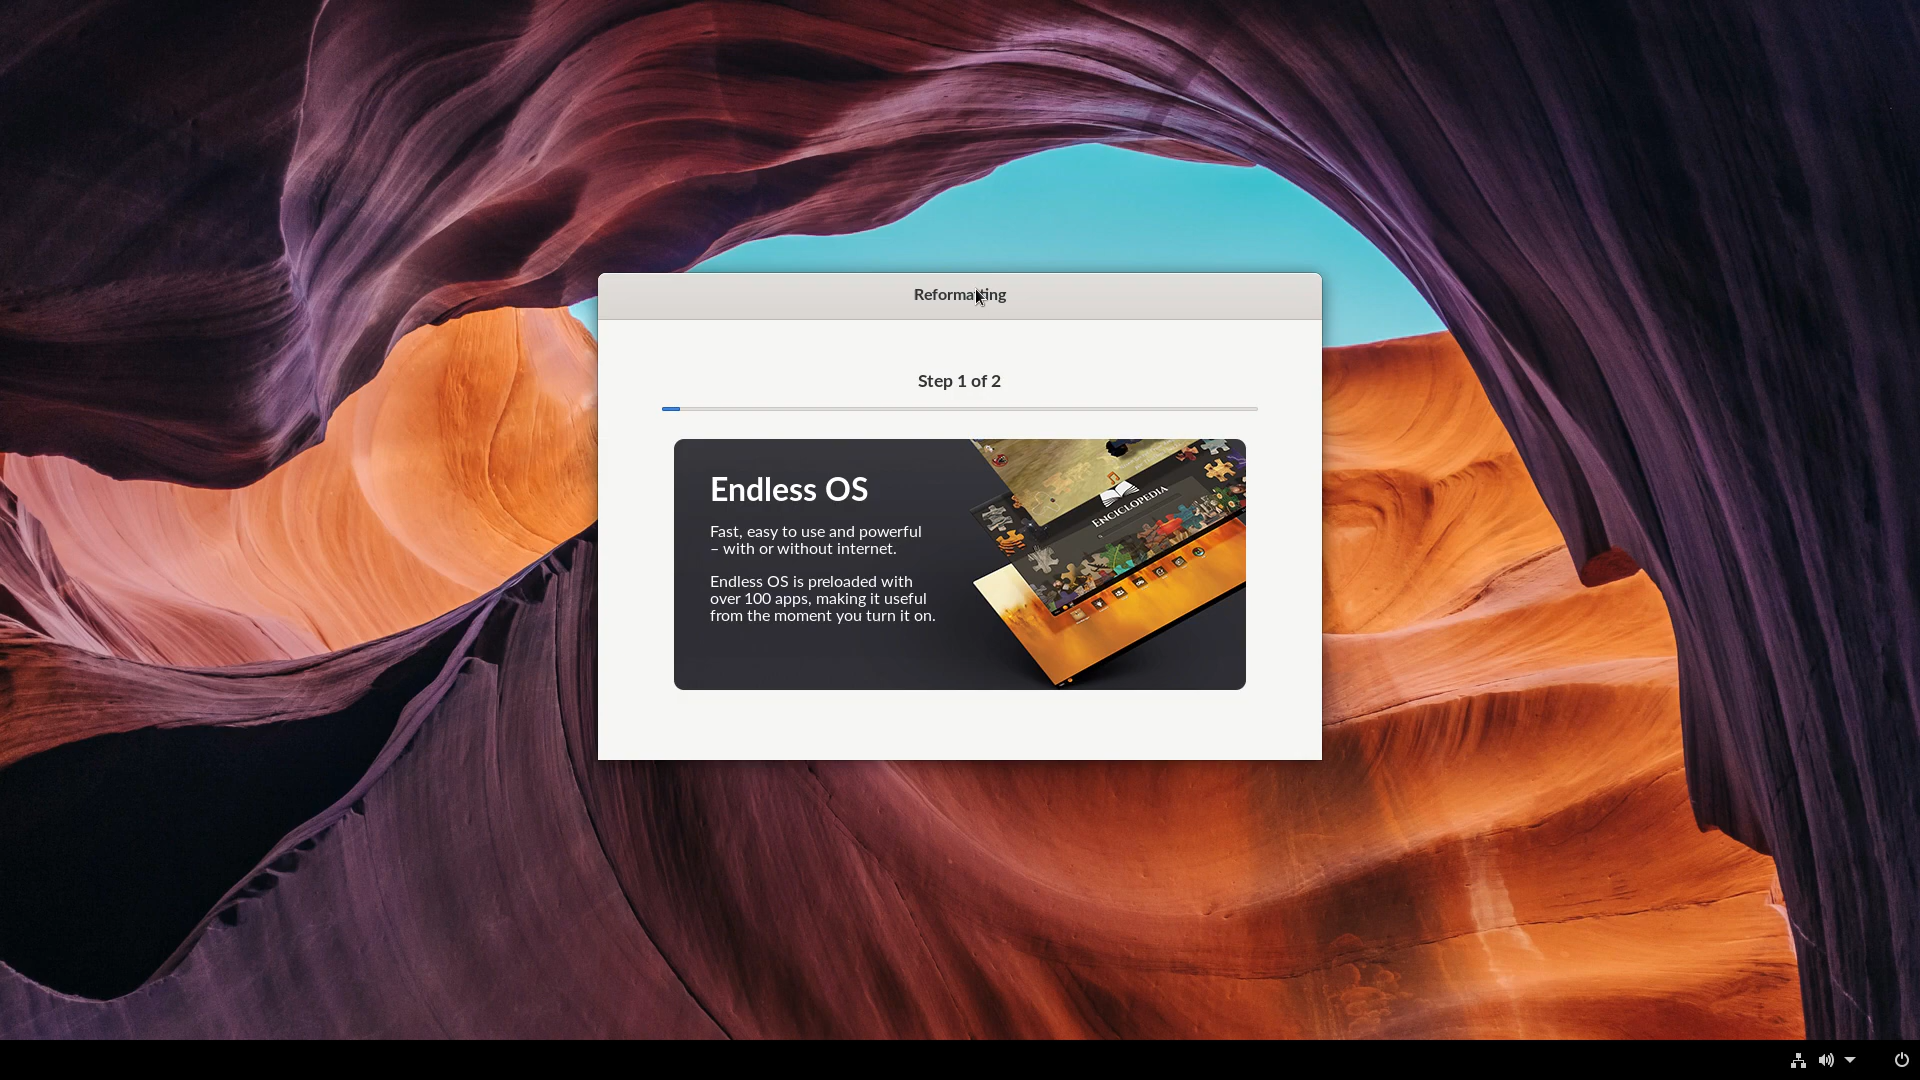 Reformatting
Step 1 of 2
Endless OS
Fast, easy to use and powerful
– with or without internet.
Endless OS is preloaded with
over 100 apps, making it useful
from the moment you turn it on.
ENCICLOPEDIA